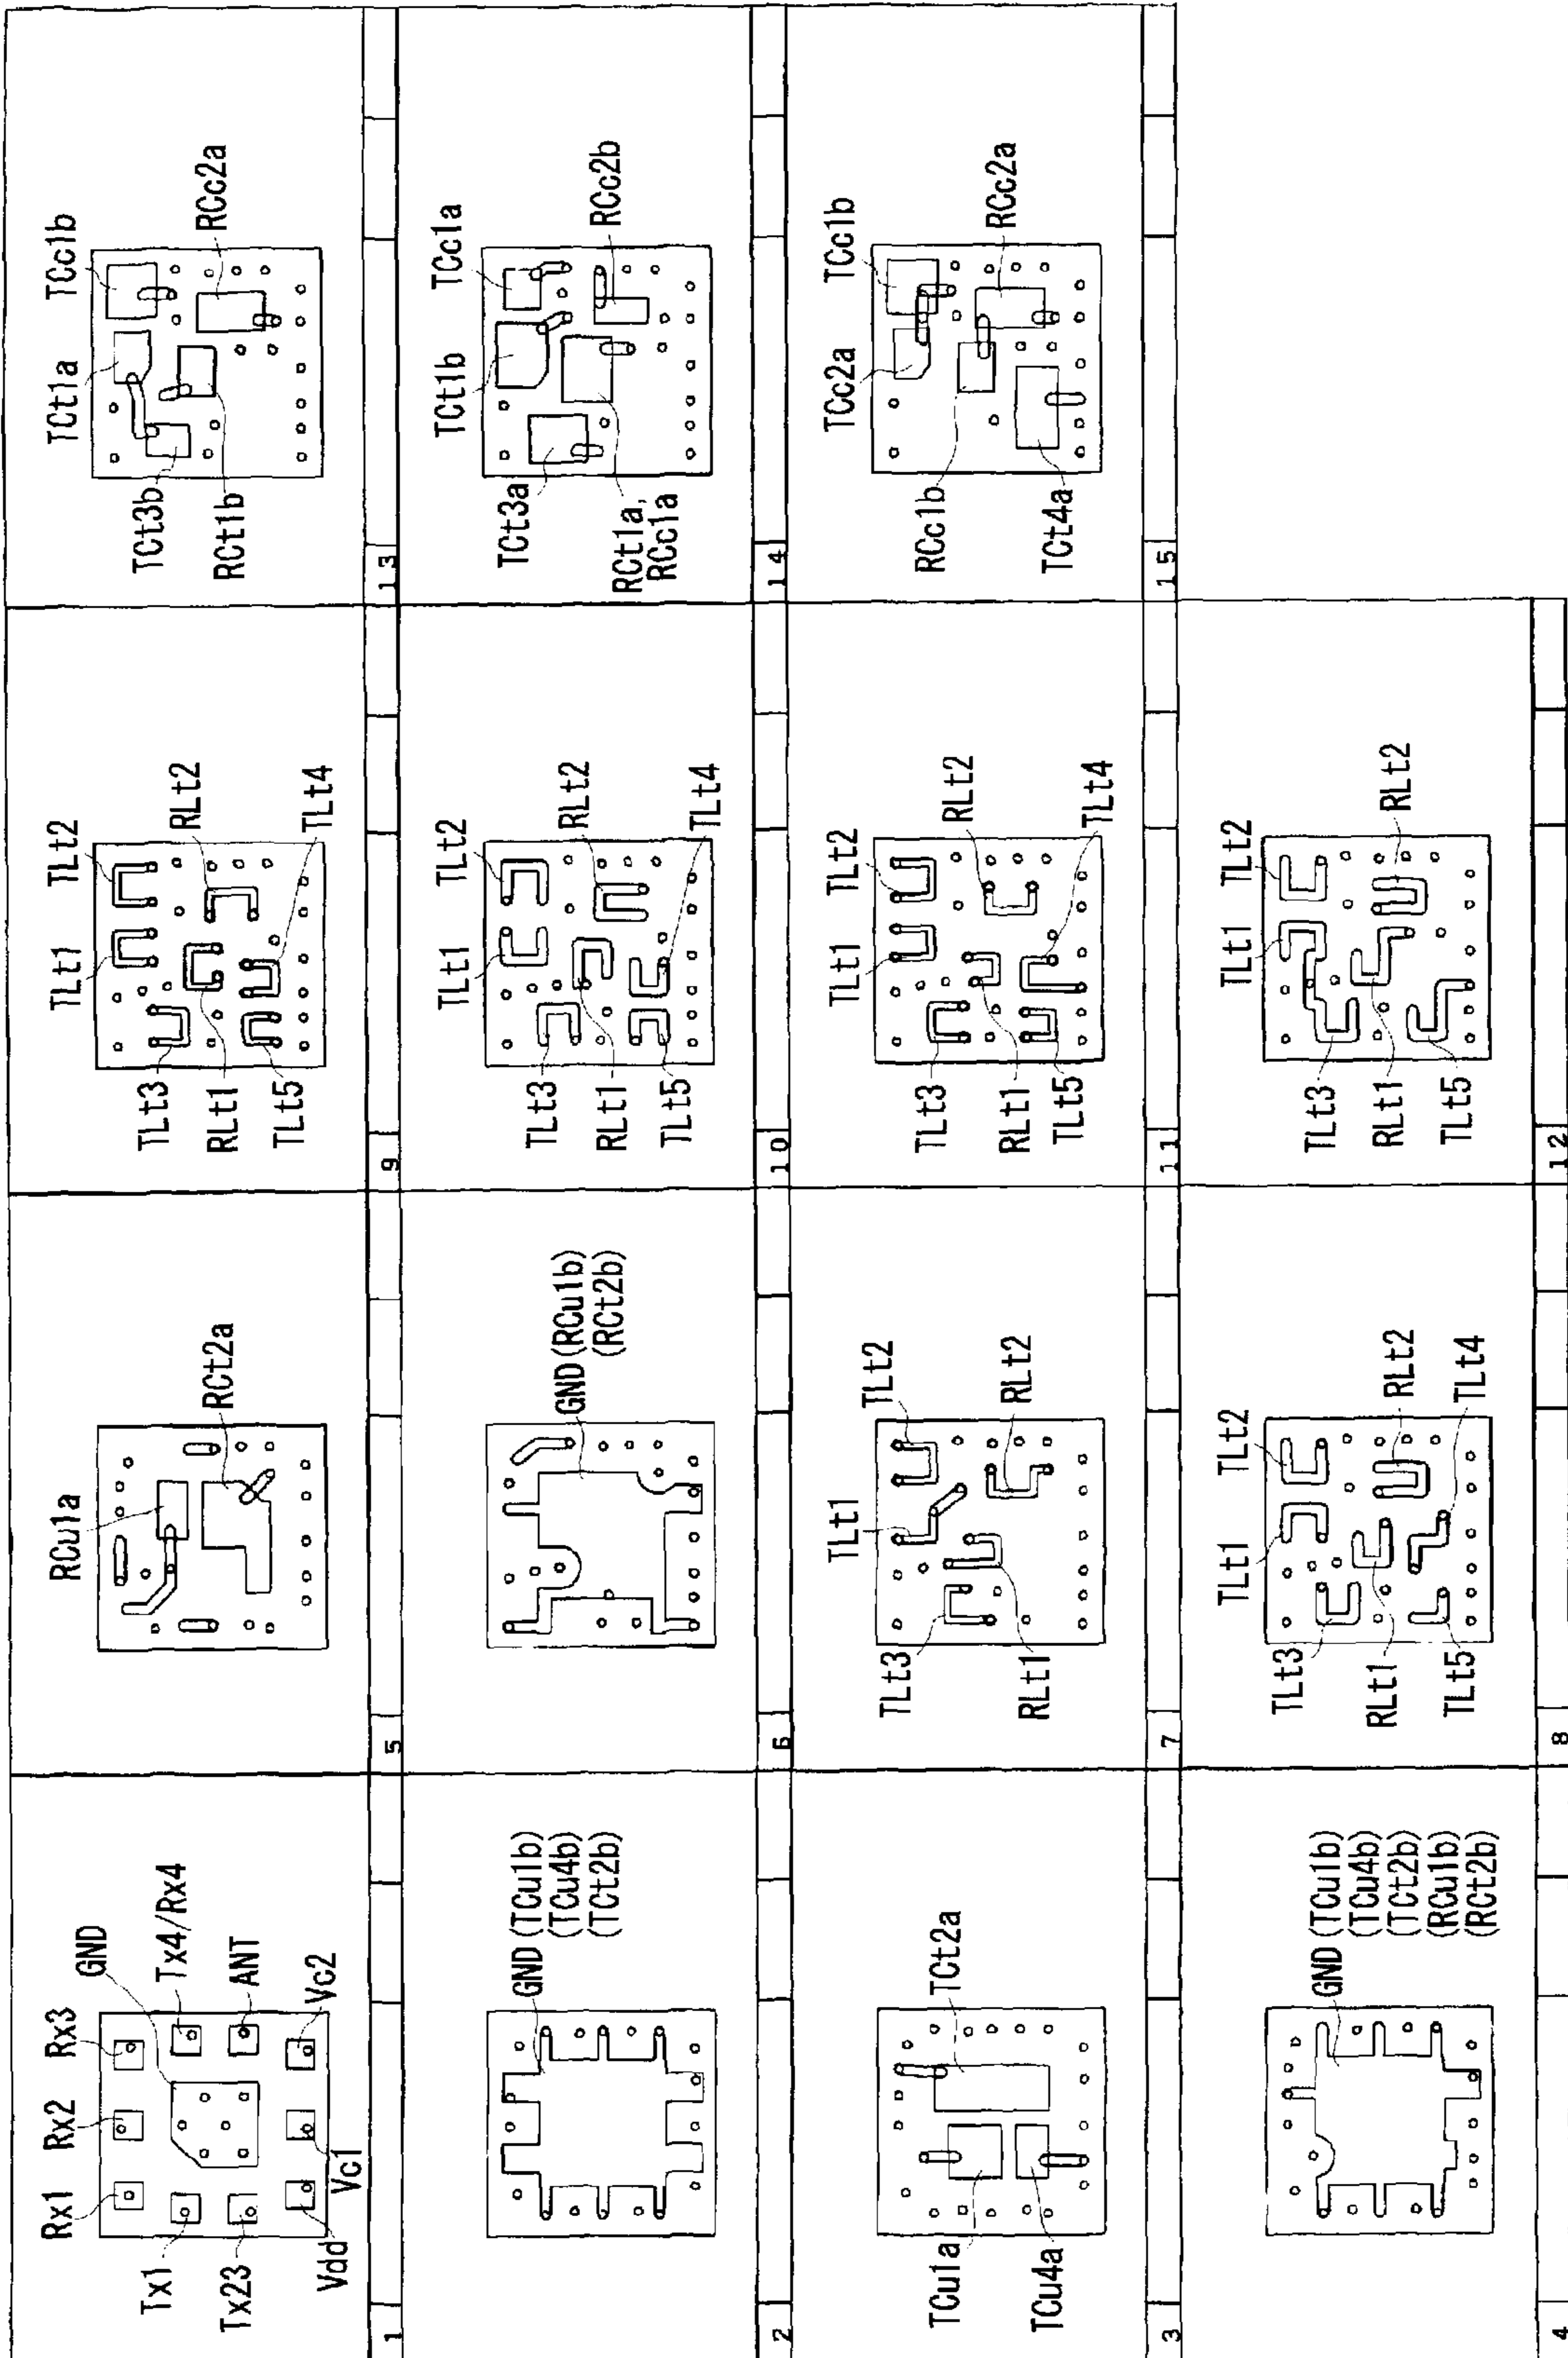 Rx1
Rx2
Rx3
GND
Tx1
Tx4/Rx4
Tx23
ANT
Vdd
Vc1
Vc2
1
GND(TCu1b)
(TCu4b)
(TCt2b)
2
TCu1a
TCt2a
TCu4a
3
GND(TCu1b)
(TCu4b)
(TCt2b)
(RCu1b)
(RCt2b)
4
RCu1a
RCt2a
5
GND(RCu1b)
(RCt2b)
6
TLt1
TLt2
TLt3
RLt2
RLt1
7
TLt1
TLt2
TLt3
RLt1
RLt2
TLt5
TLt4
8
TLt1
TLt2
TLt3
RLt2
RLt1
TLt5
TLt4
9
TLt1
TLt2
TLt3
RLt2
RLt1
TLt5
TLt4
10
TLt1
TLt2
TLt3
RLt2
RLt1
TLt5
TLt4
11
TLt1
TLt2
TLt3
RLt1
RLt2
TLt5
12
TCt1a
TCc1b
TCt3b
RCc2a
RCt1b
13
TCt1b
TCc1a
TCt3a
RCc2b
RCt1a,
RCc1a
14
TCc2a
TCc1b
RCc1b
RCc2a
TCt4a
15